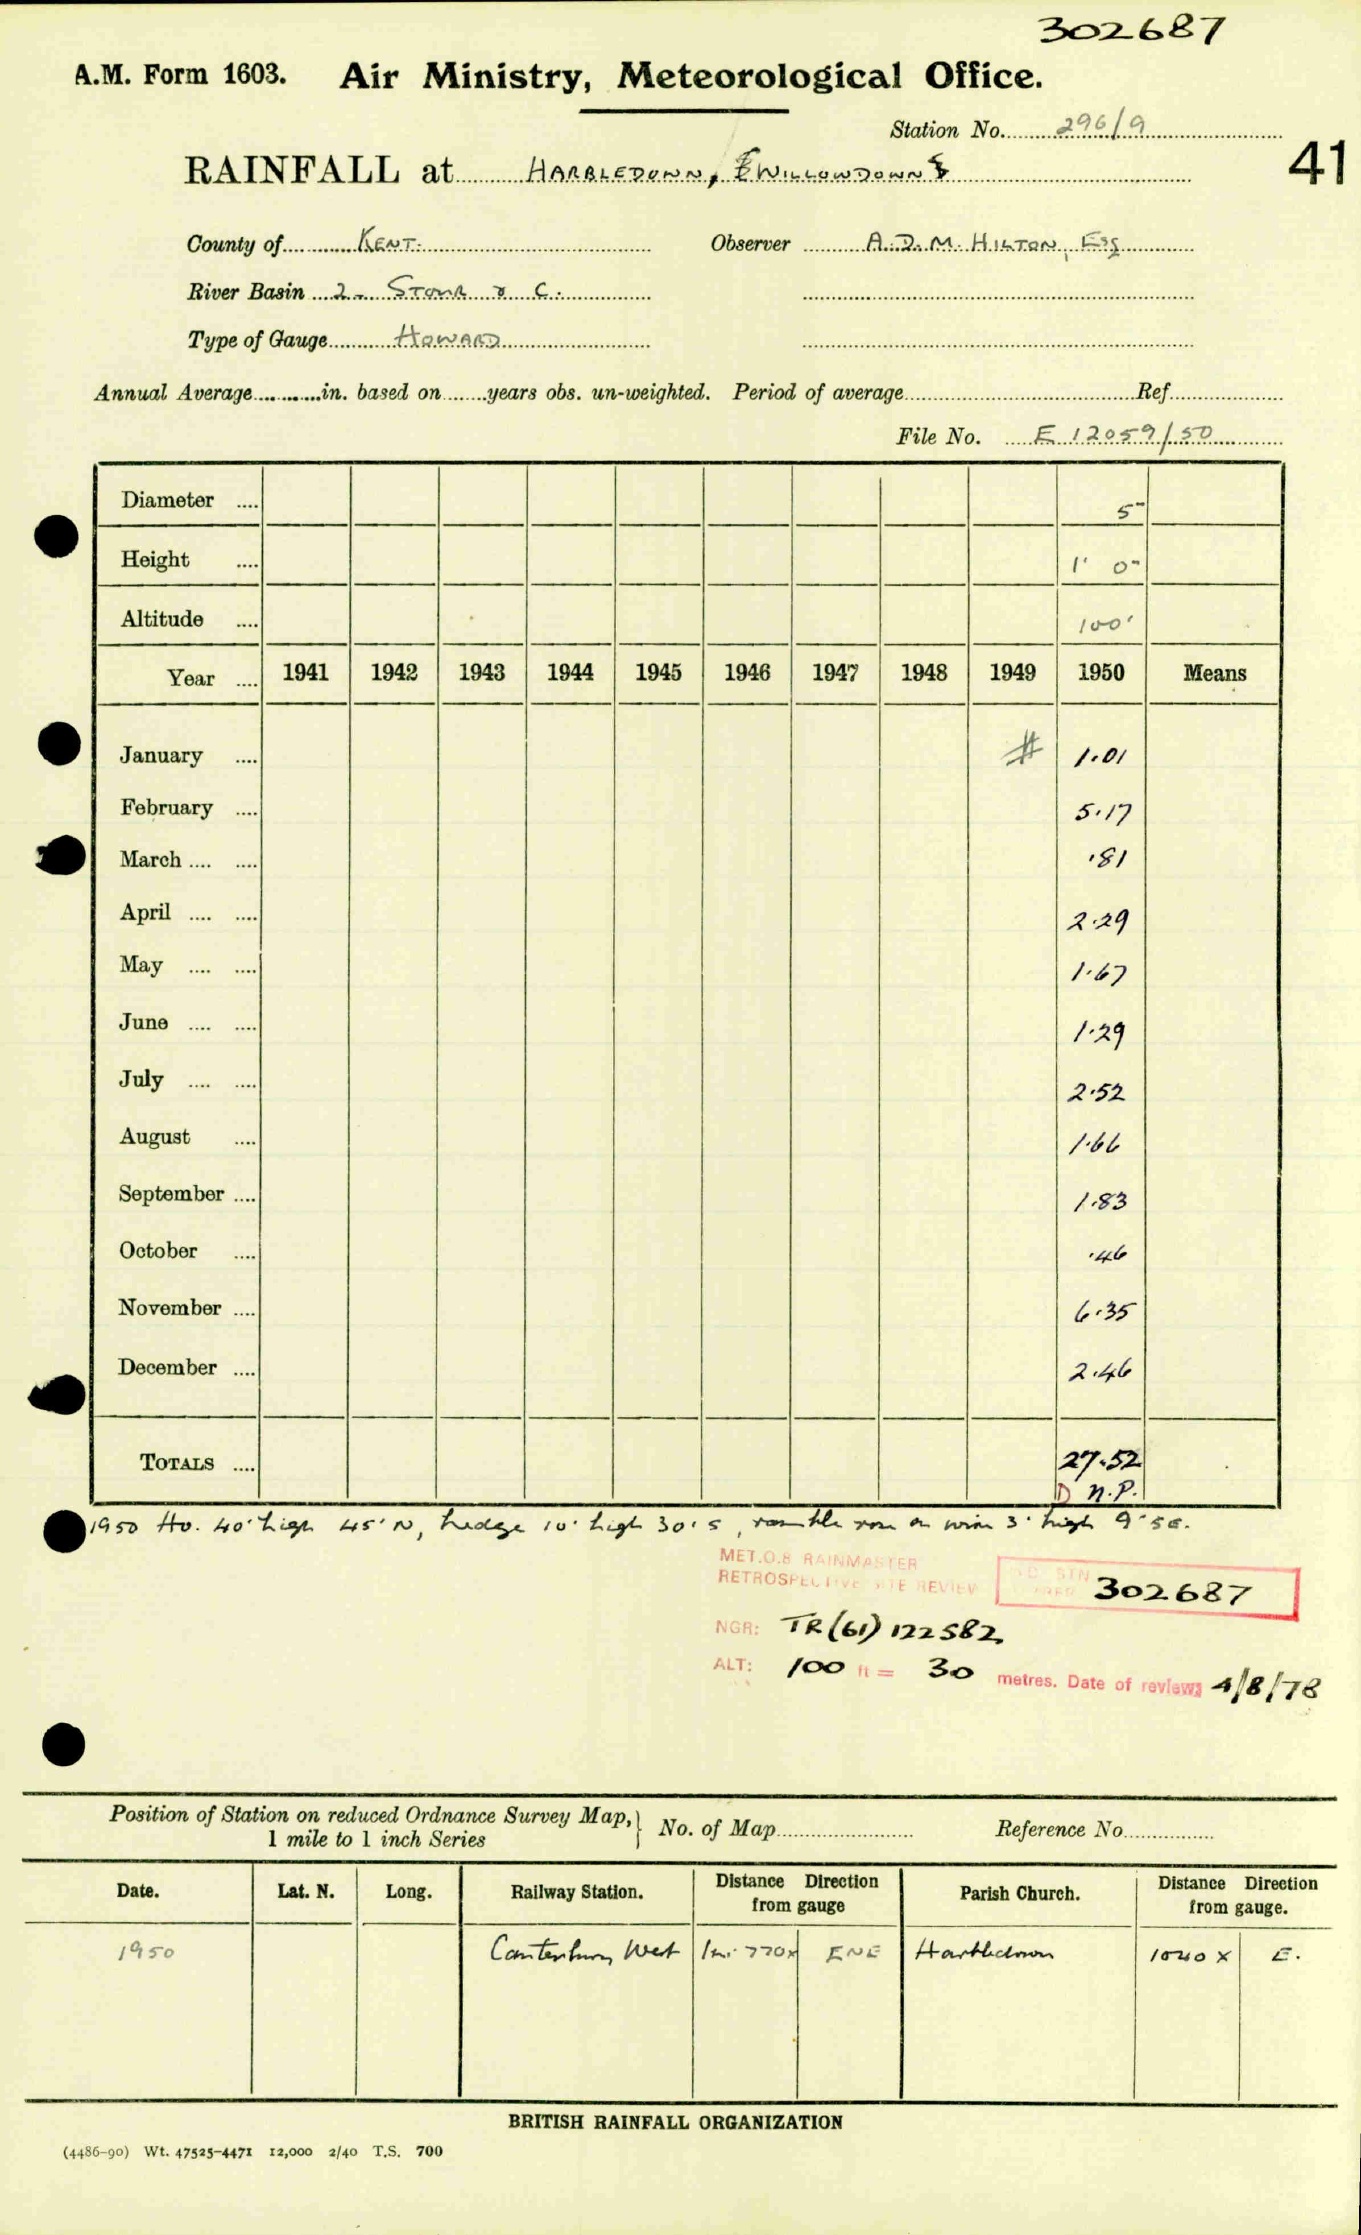 302687
A.M. Form 1603. Air Ministry, Meteorological Office.
Station No. 296/9
41
RAINFALL at HARBLEDOWN, WILLOWDOWN
County of KENT. Observer A. D. M. HILTON, Esq
River Basin 2 - STOUR & C.
Type of Gauge HOWARD
Annual Average in. based on years obs. un-weighted. Period of average Ref.
File No. E 12059/50
Diameter 5"
Height 1' 0"
Altitude 100'
Year 1941 1942 1943 1944 1945 1946 1947 1948 1949 1950 Means
January # 1.01
February 5.17
March .81
April 2.29
May 1.67
June 1.29
July 2.52
August 1.66
September 1.83
October .46
November 6.35
December 2.46
TOTALS 27.52
D n.P.
1950 Ho. 40' high 45' N, hedge 10' high 30' S, ramble rose on wire 3' high 9' SE.
MET.O.8 RAINMASTER
RETROSPECTIVE SITE REVIEW
STN 302687
NGR: TR(61) 122582
ALT: 100 ft = 30 metres. Date of review 4/8/78
Position of Station on reduced Ordnance Survey Map, 1 mile to 1 inch Series No. of Map Reference No.
Date. Lat. N. Long. Railway Station. Distance Direction from gauge Parish Church. Distance Direction from gauge.
1950 Canterbury West 1 mi. 770x ENE Harbledown 1040 x E.
BRITISH RAINFALL ORGANIZATION
(4486-90) Wt. 47525-4471 12,000 2/40 T.S. 700